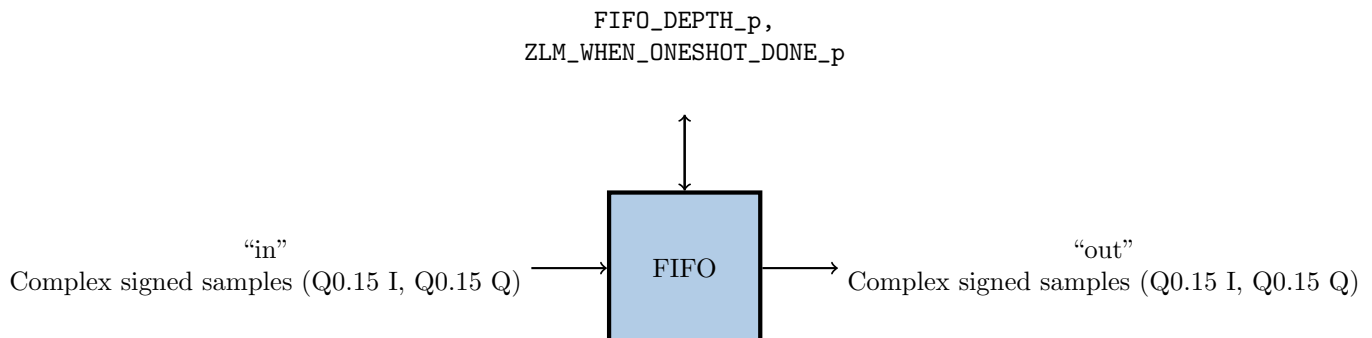 FIFO_DEPTH_p,
ZLM_WHEN_ONESHOT_DONE_p
“in”
Complex signed samples (Q0.15 I, Q0.15 Q)
FIFO
“out”
Complex signed samples (Q0.15 I, Q0.15 Q)